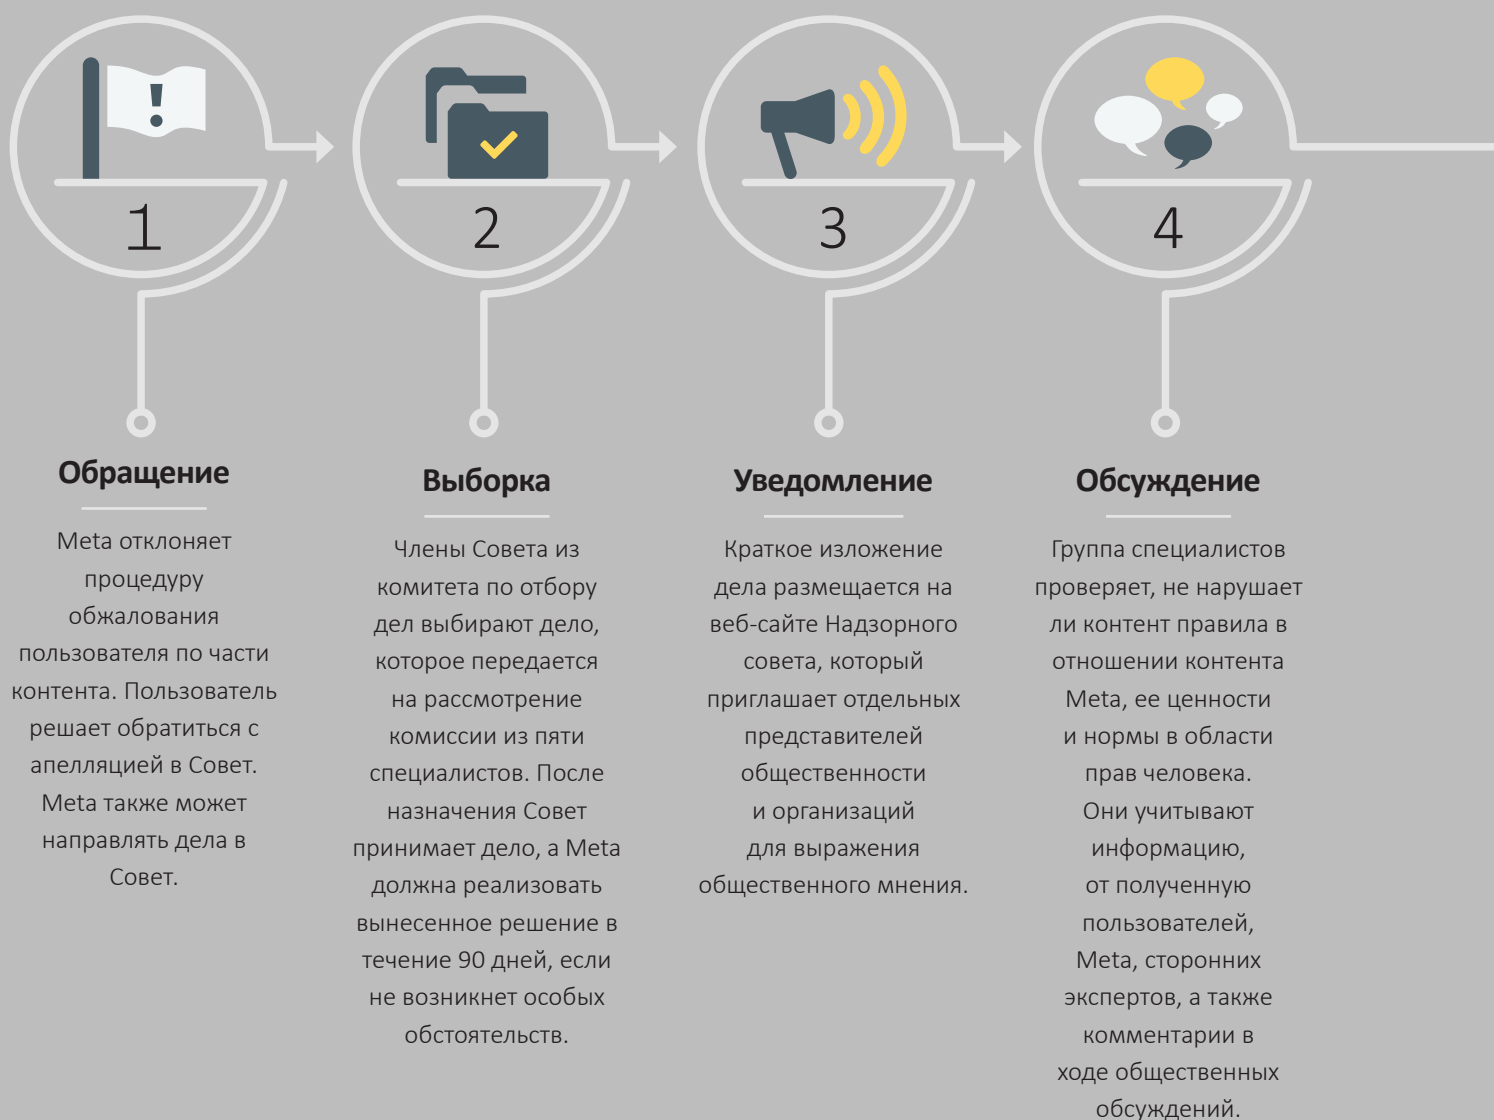 !
1
Обращение
Meta отклоняет
процедуру
обжалования
пользователя по части
контента. Пользователь
решает обратиться с
апелляцией в Совет.
Meta также может
направлять дела в
Совет.
2
Выборка
Члены Совета из
комитета по отбору
дел выбирают дело,
которое передается
на рассмотрение
комиссии из пяти
специалистов. После
назначения Совет
принимает дело, а Meta
должна реализовать
вынесенное решение в
течение 90 дней, если
не возникнет особых
обстоятельств.
3
Уведомление
Краткое изложение
дела размещается на
веб-сайте Надзорного
совета, который
приглашает отдельных
представителей
общественности
и организаций
для выражения
общественного мнения.
4
Обсуждение
Группа специалистов
проверяет, не нарушает
ли контент правила в
отношении контента
Meta, ее ценности
и нормы в области
прав человека.
Они учитывают
информацию,
от полученную
пользователей,
Meta, сторонних
экспертов, а также
комментарии в
ходе общественных
обсуждений.